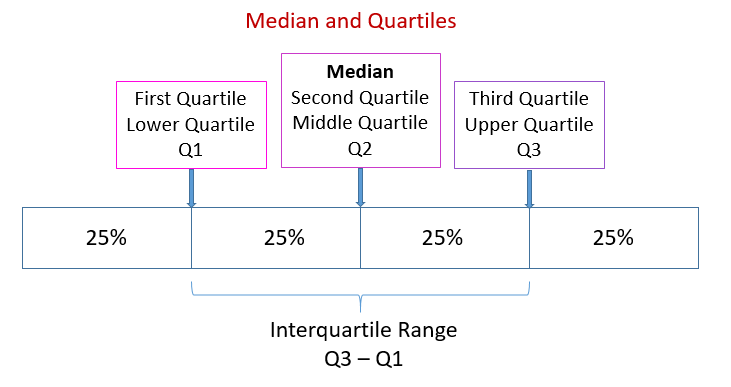 Median and Quartiles
First Quartile
Lower Quartile
Q1
Median
Second Quartile
Middle Quartile
Q2
Third Quartile
Upper Quartile
Q3
25%
25%
25%
25%
Interquartile Range
Q3 – Q1